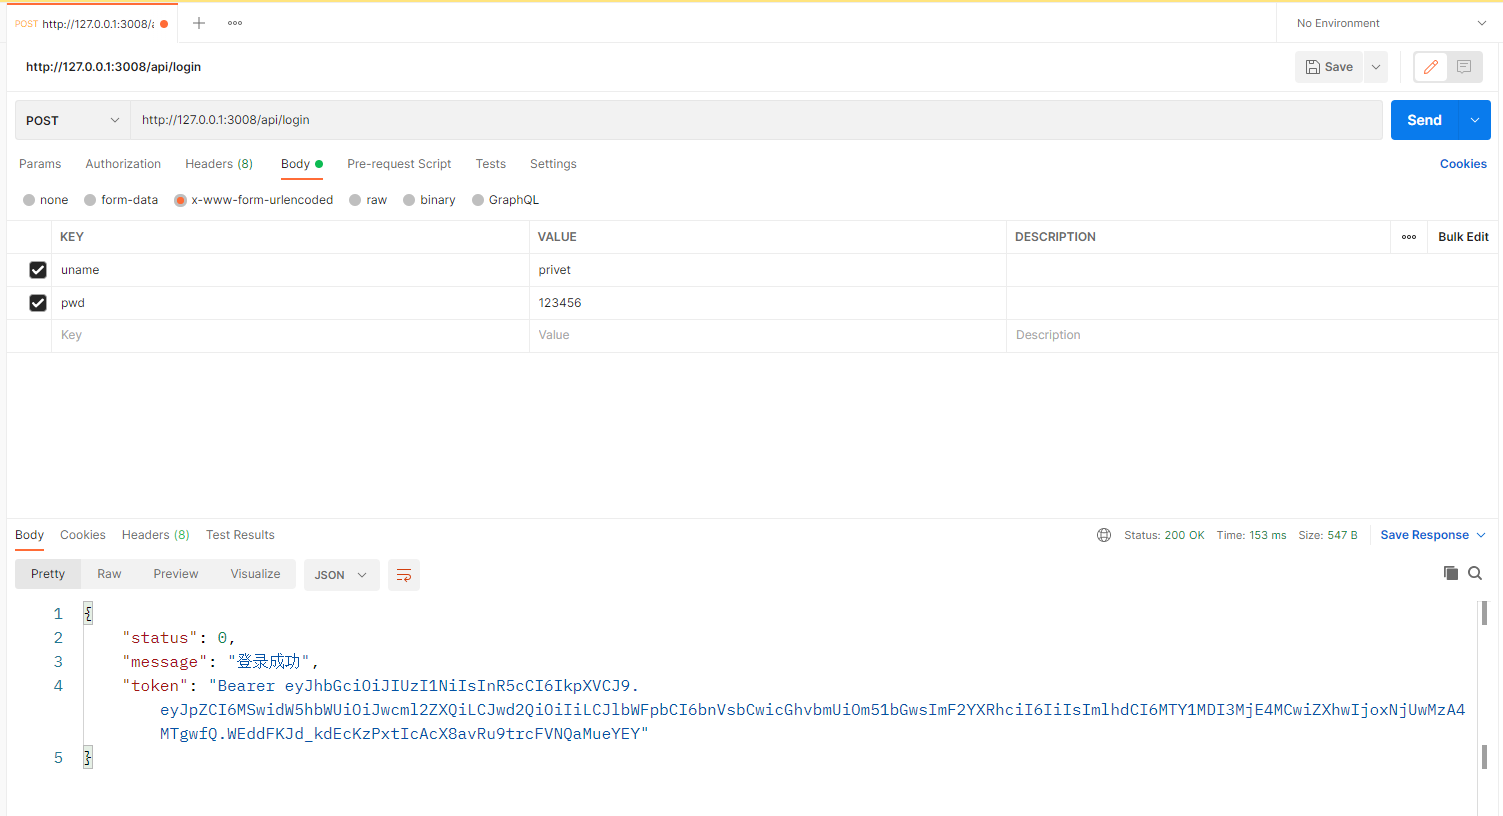 POST http://127.0.0.1:3008/a
No Environment
http://127.0.0.1:3008/api/login
Save
POST http://127.0.0.1:3008/api/login Send
Params Authorization Headers (8) Body Pre-request Script Tests Settings Cookies
none form-data x-www-form-urlencoded raw binary GraphQL
KEY VALUE DESCRIPTION Bulk Edit
uname privet
pwd 123456
Key Value Description
Body Cookies Headers (8) Test Results Status: 200 OK Time: 153 ms Size: 547 B Save Response
Pretty Raw Preview Visualize JSON
1 {
2 "status": 0,
3 "message": "登录成功",
4 "token": "Bearer eyJhbGciOiJIUzI1NiIsInR5cCI6IkpXVCJ9.
eyJpZCI6MSwidW5hbWUiOiJwcml2ZXQiLCJwd2QiOiIiLCJlbWFpbCI6bnVsbCwicGhvbmUiOm51bGwsImF2YXRhciI6IiIsImlhdCI6MTY1MDI3MjE4MCwiZXhwIjoxNjUwMzA4
MTgwfQ.WEddFKJd_kdEcKzPxtIcAcX8avRu9trcFVNQaMueYEY"
5 }